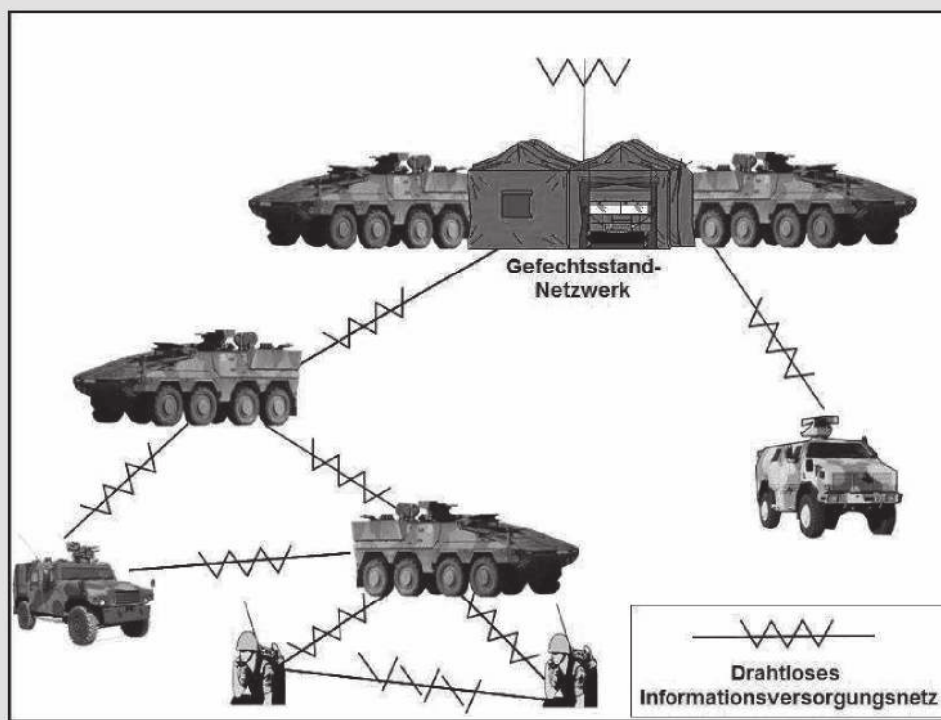 Gefechtsstand-
Netzwerk
Drahtloses
Informationsversorgungsnetz